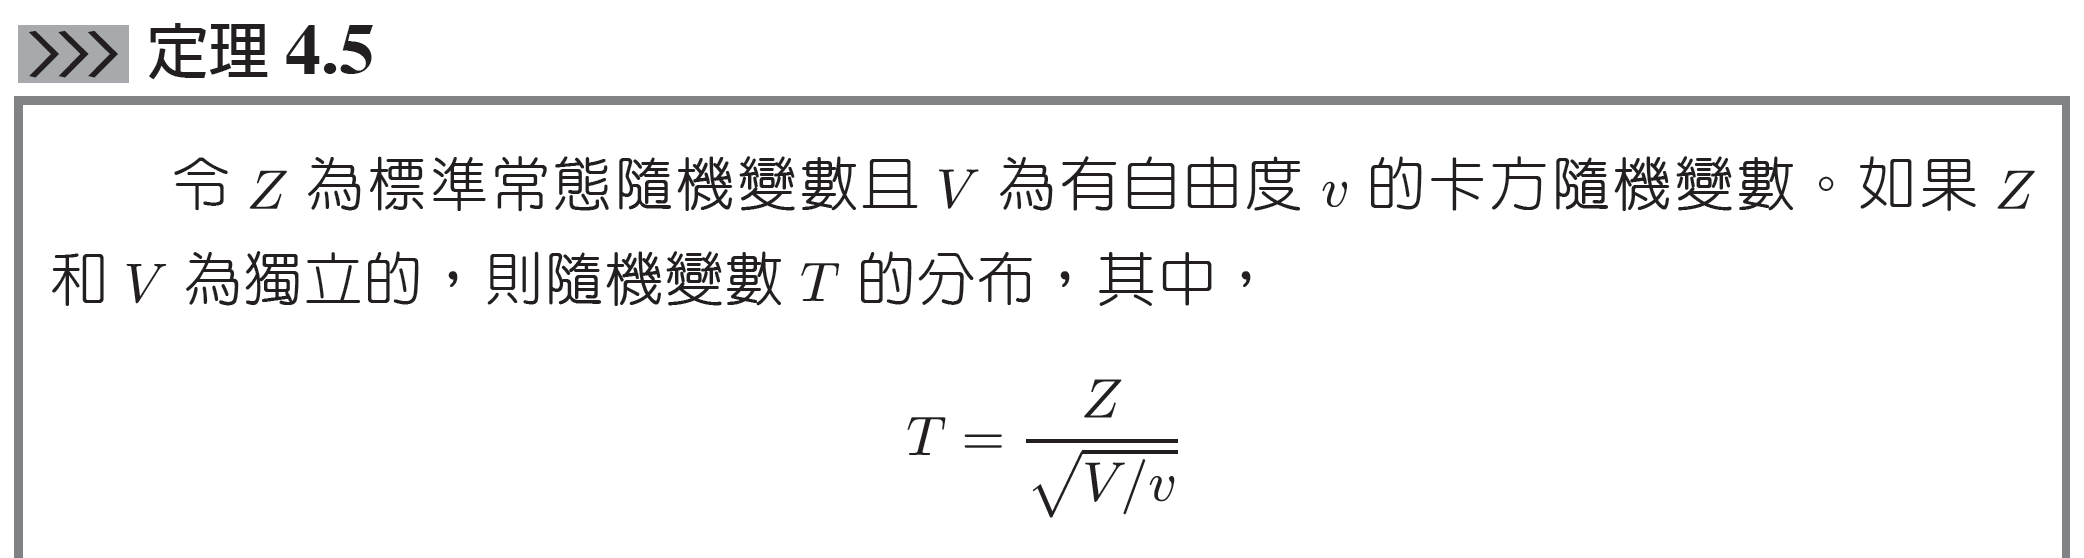 >>> 定理 4.5
令 Z 為標準常態隨機變數且 V 為有自由度 v 的卡方隨機變數。如果 Z
和 V 為獨立的，則隨機變數 T 的分布，其中，
T = Z / √(V/v)